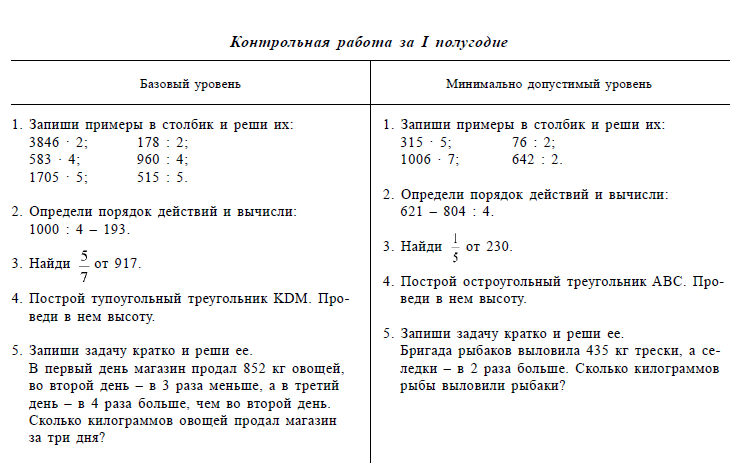 Контрольная работа за I полугодие
Базовый уровень
1. Запиши примеры в столбик и реши их:
3846 · 2; 178 : 2;
583 · 4; 960 : 4;
1705 · 5; 515 : 5.
2. Определи порядок действий и вычисли:
1000 : 4 – 193.
3. Найди 5/7 от 917.
4. Построй тупоугольный треугольник KDM. Про-
веди в нем высоту.
5. Запиши задачу кратко и реши ее.
В первый день магазин продал 852 кг овощей,
во второй день – в 3 раза меньше, а в третий
день – в 4 раза больше, чем во второй день.
Сколько килограммов овощей продал магазин
за три дня?
Минимально допустимый уровень
1. Запиши примеры в столбик и реши их:
315 · 5; 76 : 2;
1006 · 7; 642 : 2.
2. Определи порядок действий и вычисли:
621 – 804 : 4.
3. Найди 1/5 от 230.
4. Построй остроугольный треугольник ABC. Про-
веди в нем высоту.
5. Запиши задачу кратко и реши ее.
Бригада рыбаков выловила 435 кг трески, а се-
ледки – в 2 раза больше. Сколько килограммов
рыбы выловили рыбаки?